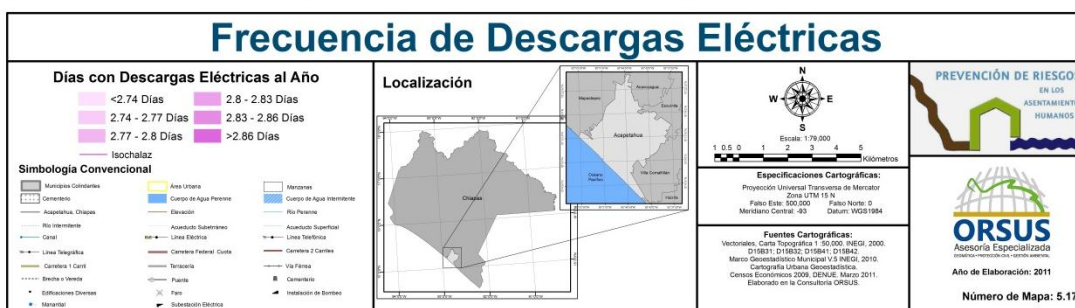 Frecuencia de Descargas Eléctricas
Días con Descargas Eléctricas al Año
<2.74 Días
2.8 - 2.83 Días
2.74 - 2.77 Días
2.83 - 2.86 Días
2.77 - 2.8 Días
>2.86 Días
Isochalaz
Simbología Convencional
Municipios Colindantes
Área Urbana
Manzanas
Cementerio
Cuerpo de Agua Perenne
Cuerpo de Agua Intermitente
Acapetahua, Chiapas
Elevación
Río Perenne
Río Intermitente
Acueducto Subterráneo
Acueducto Superficial
Canal
Línea Eléctrica
Línea Telefónica
Línea Telegráfica
Carretera Federal Cuota
Carretera 2 Carriles
Carretera 1 Carril
Terracería
Vía Férrea
Brecha o Vereda
Puente
Cementerio
Edificaciones Diversas
Faro
Instalación de Bombeo
Manantial
Subestación Eléctrica
Localización
Chiapas
Mapastepec
Acacoyagua
Escuintla
Acapetahua
Océano
Pacífico
Villa Comaltitlán
N
W
E
S
Escala: 1:79,000
1 0.5 0 1 2 3 4 5
Kilómetros
Especificaciones Cartográficas:
Proyección Universal Transversa de Mercator
Zona UTM 15 N
Falso Este: 500,000 Falso Norte: 0
Meridiano Central: -93 Datum: WGS1984
Fuentes Cartográficas:
Vectoriales, Carta Topográfica 1:50,000. INEGI, 2000.
D15B31; D15B32; D15B41; D15B42.
Marco Geoestadístico Municipal V.5 INEGI, 2010.
Cartografía Urbana Geoestadística.
Censos Económicos 2009, DENUE, Marzo 2011.
Elaborado en la Consultoría ORSUS.
PREVENCIÓN DE RIESGOS
EN LOS
ASENTAMIENTOS
HUMANOS
ORSUS
Asesoría Especializada
GEOMÁTICA • PROTECCIÓN CIVIL • GESTIÓN AMBIENTAL
Año de Elaboración: 2011
Número de Mapa: 5.17